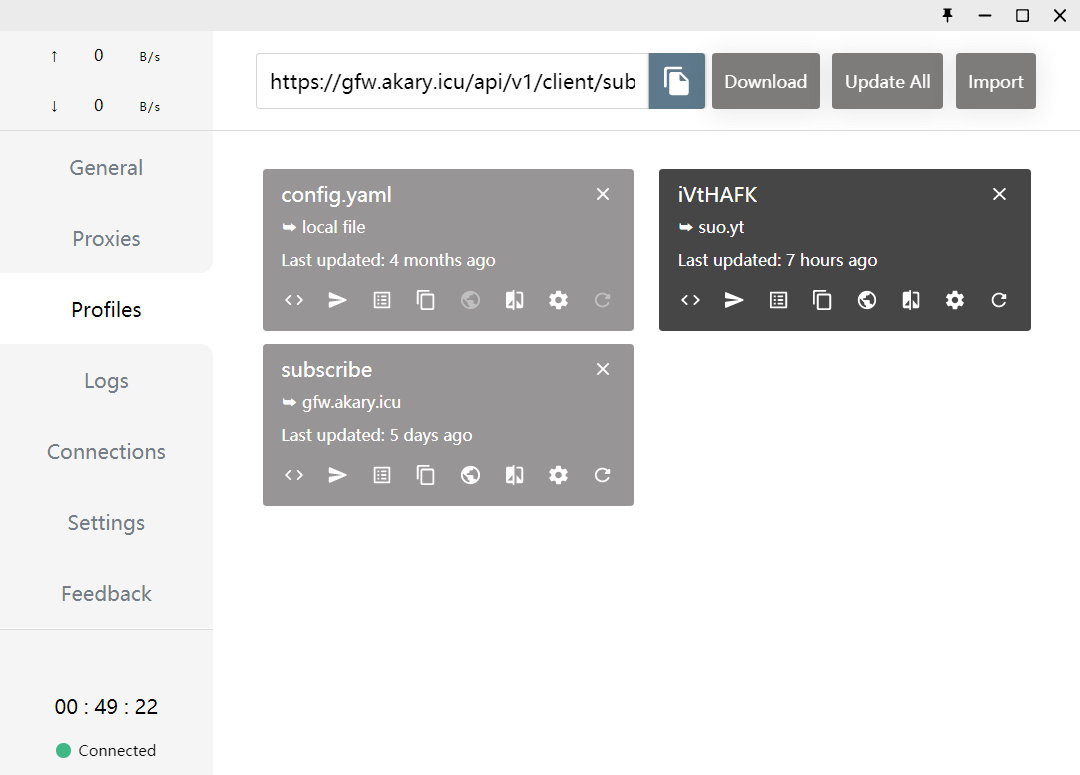 ↑ 0 B/s
↓ 0 B/s
General
Proxies
Profiles
Logs
Connections
Settings
Feedback
00 : 49 : 22
Connected
https://gfw.akary.icu/api/v1/client/sub
Download
Update All
Import
config.yaml
local file
Last updated: 4 months ago
iVtHAFK
suo.yt
Last updated: 7 hours ago
subscribe
gfw.akary.icu
Last updated: 5 days ago